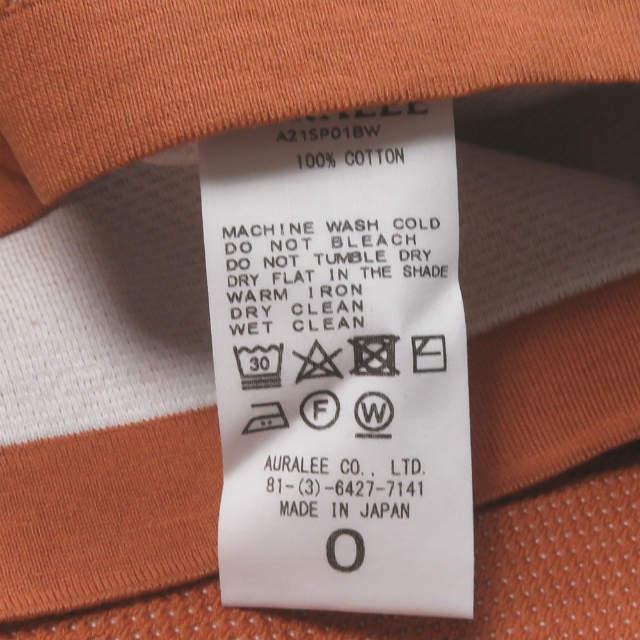 AURALEE
A21SP01BW
100% COTTON
MACHINE WASH COLD
DO NOT BLEACH
DO NOT TUMBLE DRY
DRY FLAT IN THE SHADE
WARM IRON
DRY CLEAN
WET CLEAN
30
F W
AURALEE CO., LTD.
81-(3)-6427-7141
MADE IN JAPAN
O